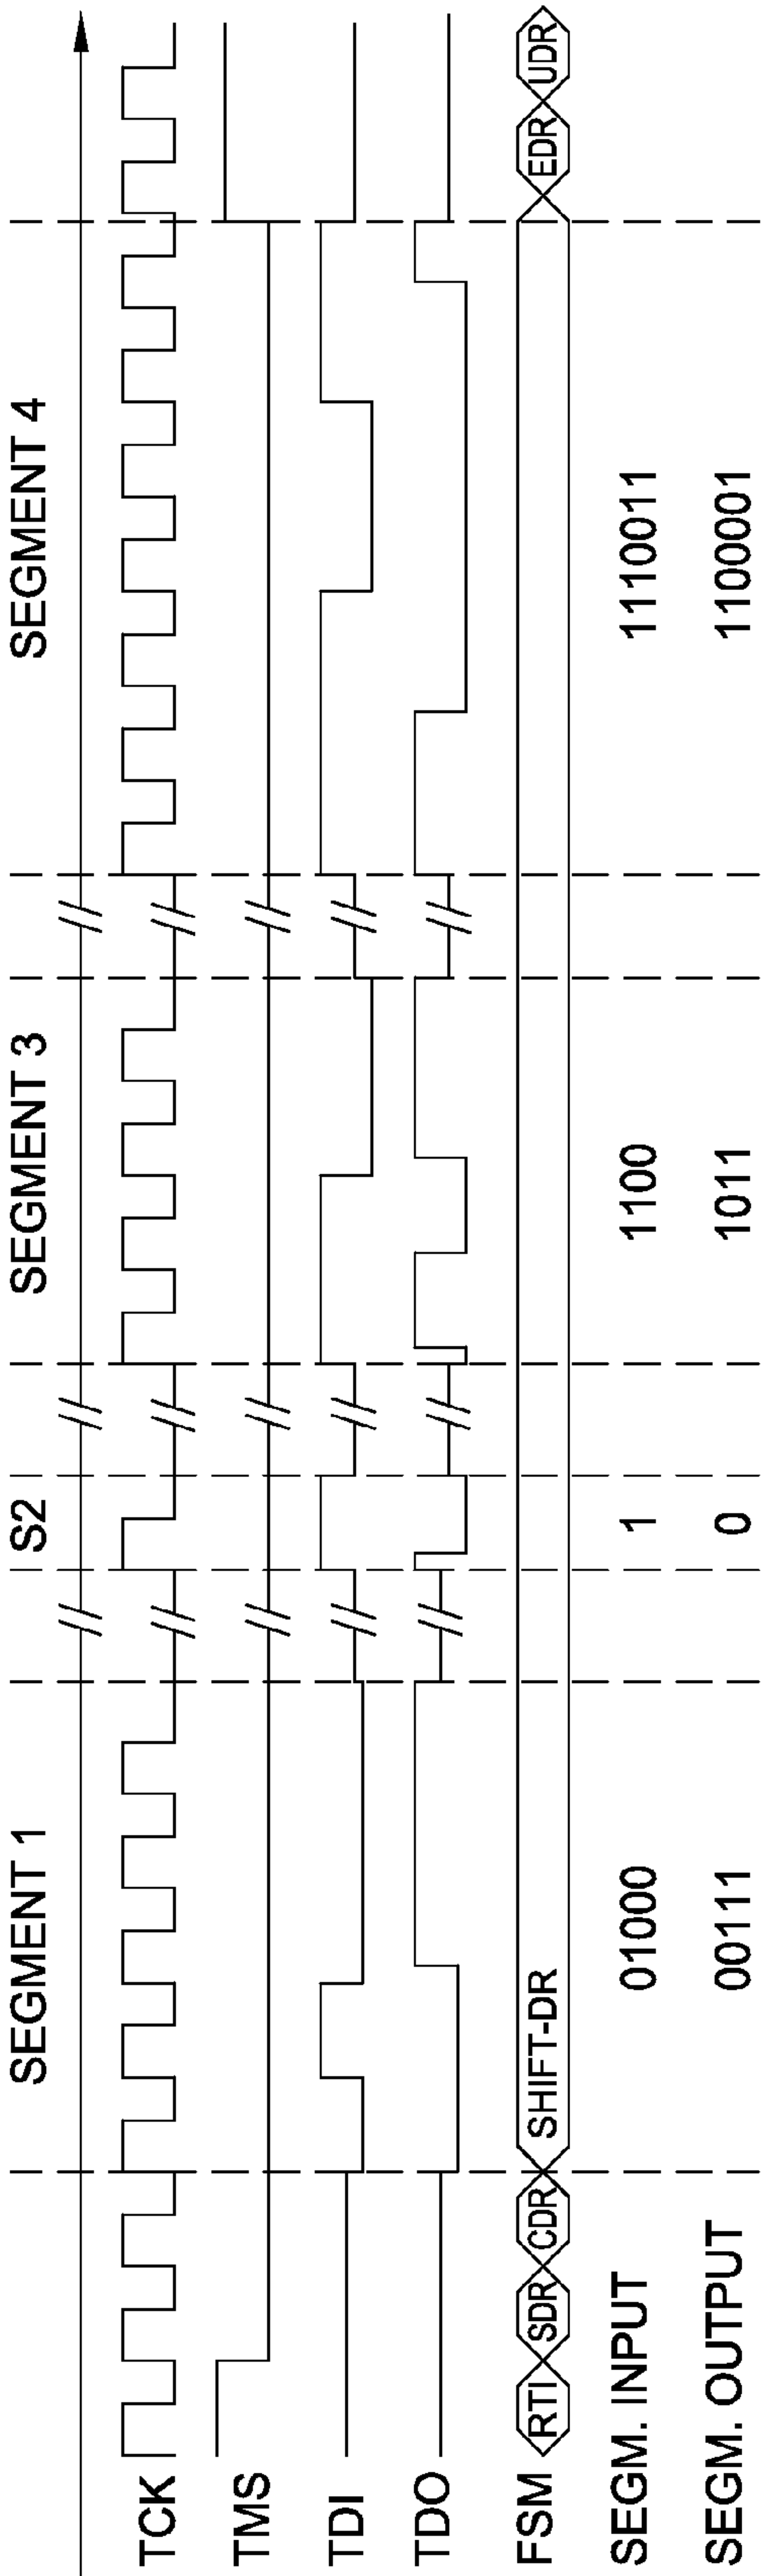 SEGMENT 1 S2 SEGMENT 3 SEGMENT 4
TCK
TMS
TDI
TDO
FSM RTI SDR CDR SHIFT-DR EDR UDR
SEGM. INPUT 01000 1 1100 1110011
SEGM. OUTPUT 00111 0 1011 1100001